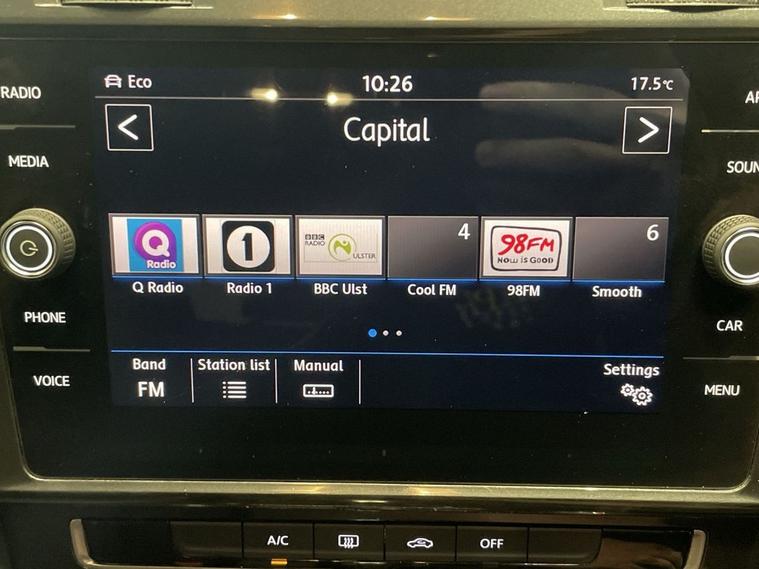 RADIO
MEDIA
PHONE
VOICE
Eco 10:26 17.5°C
< Capital >
Q Radio
1
BBC RADIO ULSTER
4
98FM NOW is GOOD
6
Q Radio Radio 1 BBC Ulst Cool FM 98FM Smooth
Band Station list Manual Settings
FM
SOUN
CAR
MENU
A/C OFF